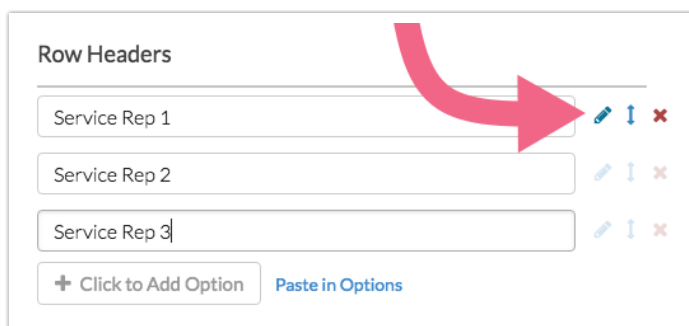 Row Headers
Service Rep 1
Service Rep 2
Service Rep 3
Click to Add Option Paste in Options